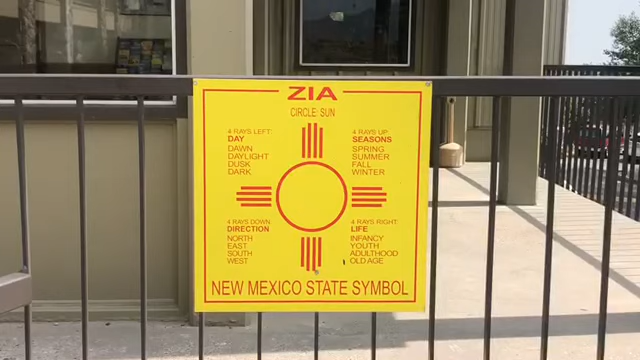 ZIA
CIRCLE: SUN
4 RAYS LEFT:
DAY
DAWN
DAYLIGHT
DUSK
DARK
4 RAYS UP:
SEASONS
SPRING
SUMMER
FALL
WINTER
4 RAYS DOWN:
DIRECTION
NORTH
EAST
SOUTH
WEST
4 RAYS RIGHT:
LIFE
INFANCY
YOUTH
ADULTHOOD
OLD AGE
NEW MEXICO STATE SYMBOL